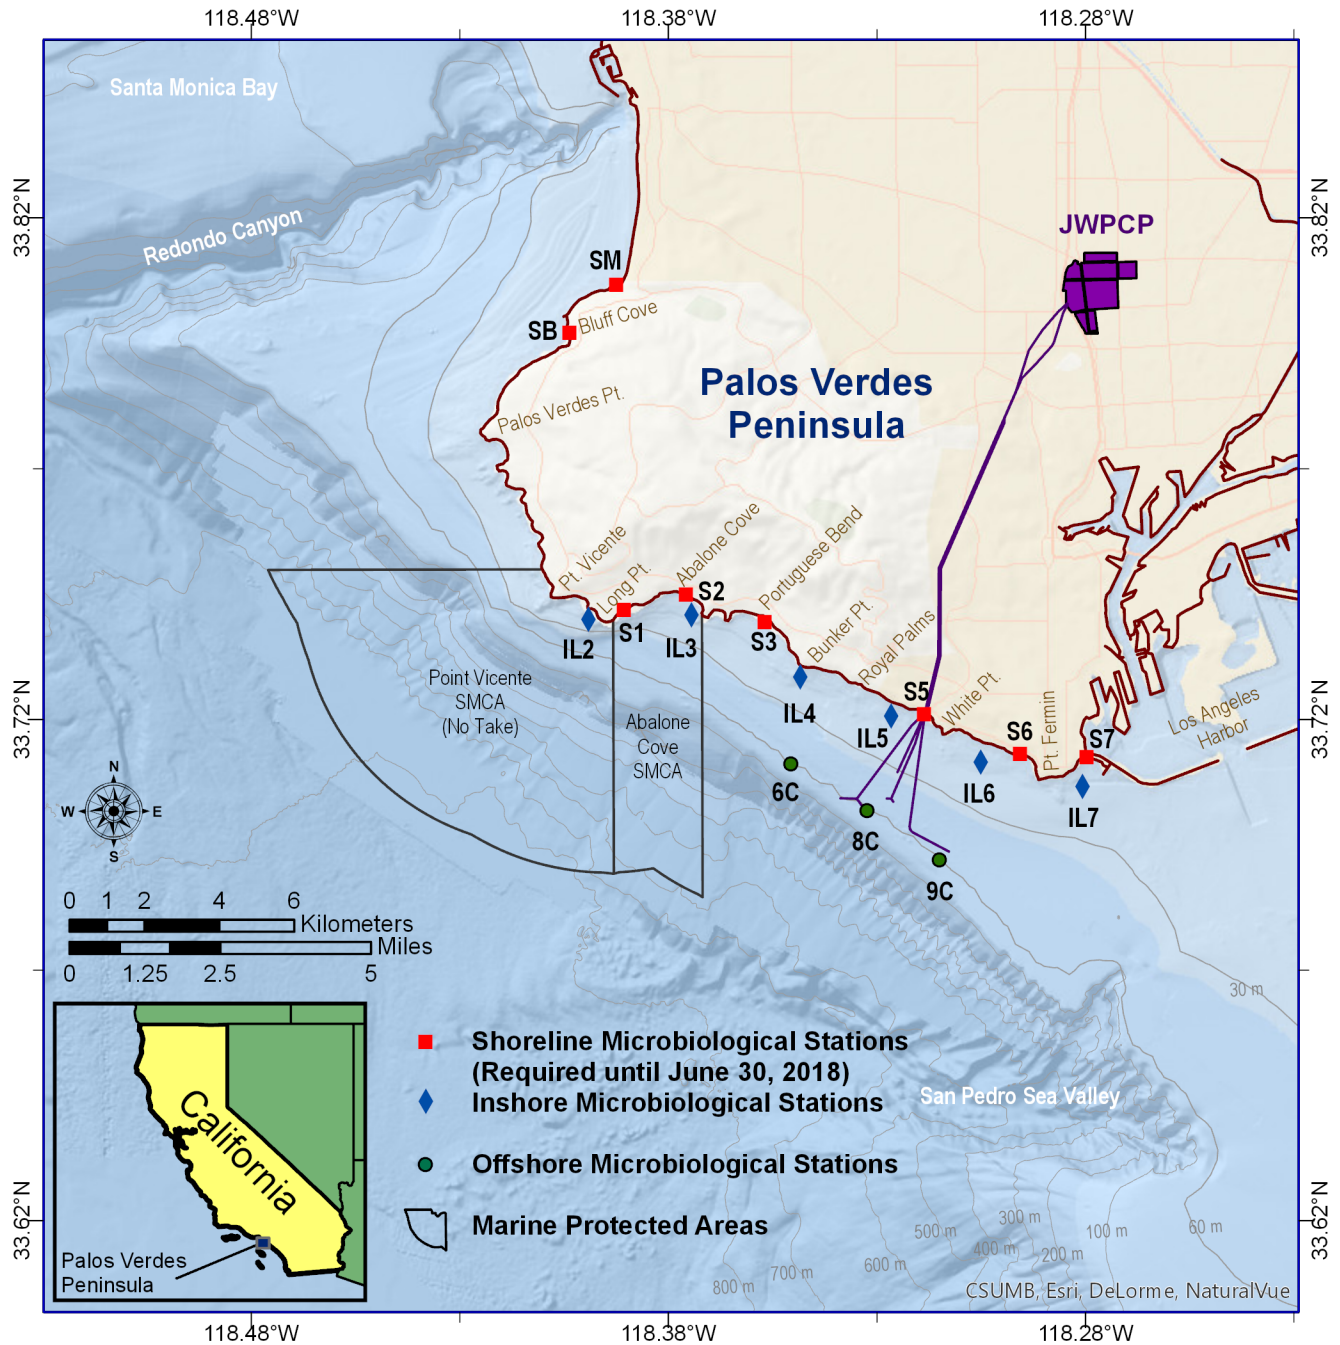 118.48°W
118.38°W
118.28°W
Santa Monica Bay
33.82°N
33.82°N
Redondo Canyon
JWPCP
SM
SB
Bluff Cove
Palos Verdes
Peninsula
Palos Verdes Pt.
Pt. Vicente
Long Pt.
Abalone Cove
Portuguese Bend
Bunker Pt.
Royal Palms
White Pt.
Pt. Fermin
Los Angeles
Harbor
S1
S2
S3
S5
S6
S7
IL2
IL3
IL4
IL5
IL6
IL7
6C
8C
9C
Point Vicente
SMCA
(No Take)
Abalone
Cove
SMCA
33.72°N
33.72°N
N
W
E
S
0 1 2 4 6
Kilometers
Miles
0 1.25 2.5 5
30 m
California
Palos Verdes
Peninsula
Shoreline Microbiological Stations
(Required until June 30, 2018)
Inshore Microbiological Stations
Offshore Microbiological Stations
Marine Protected Areas
San Pedro Sea Valley
33.62°N
33.62°N
60 m
100 m
200 m
300 m
400 m
500 m
600 m
700 m
800 m
CSUMB, Esri, DeLorme, NaturalVue
118.48°W
118.38°W
118.28°W